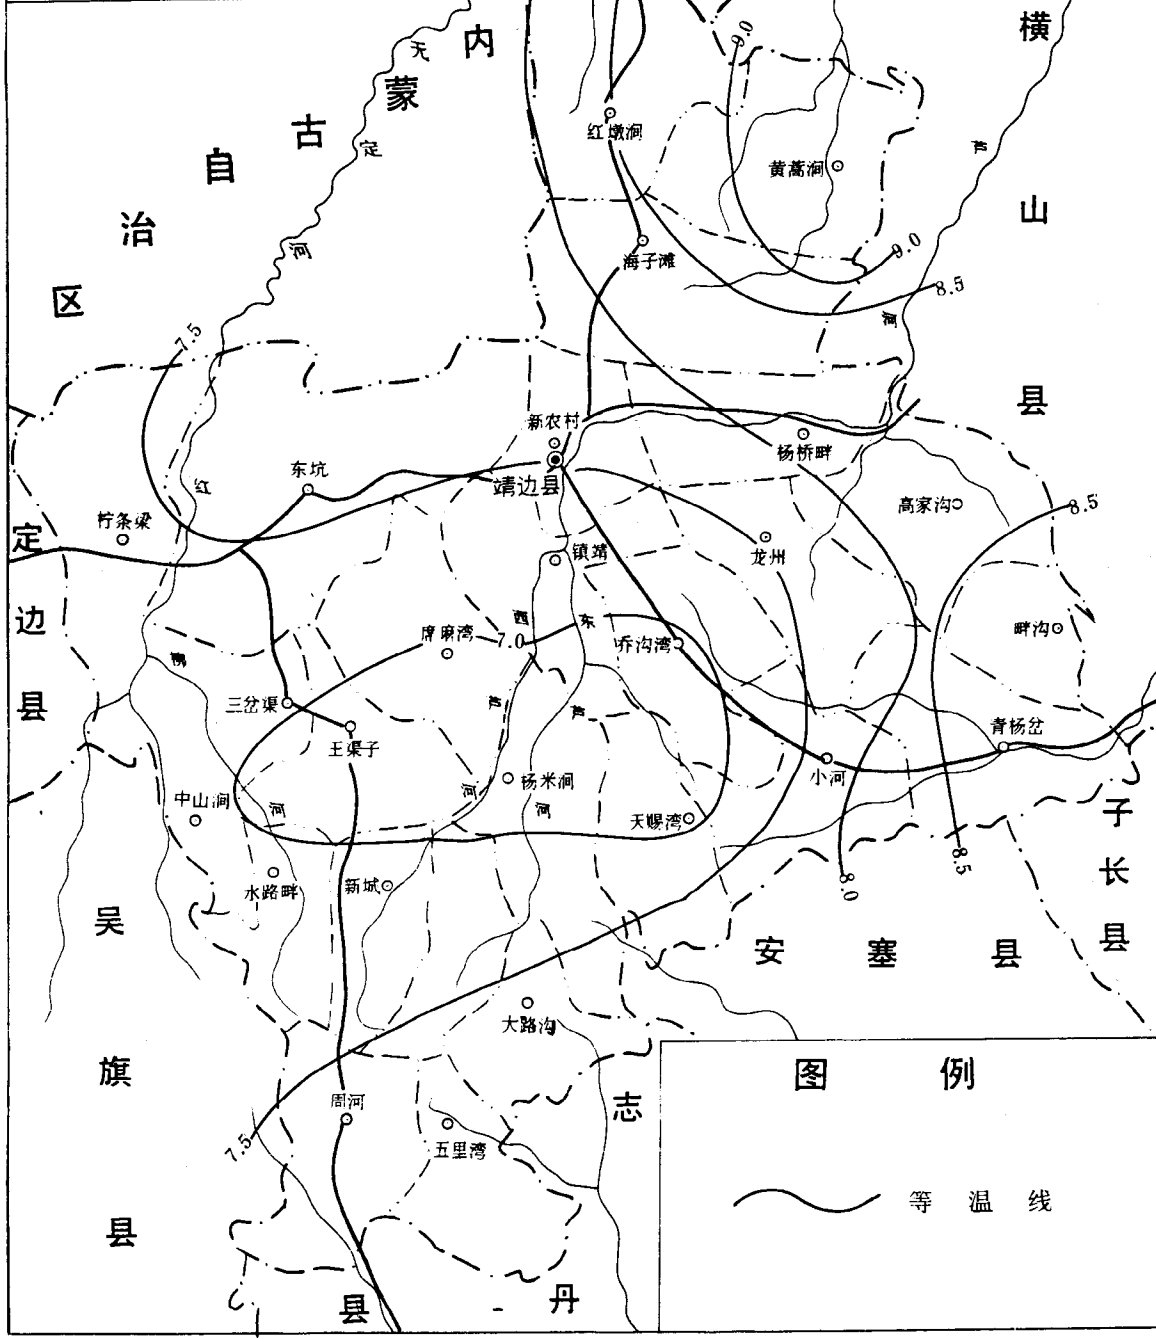 内
蒙
古
自
治
区
无
定
河
横
山
县
9.0
红墩涧
黄蒿涧
海子滩
9.0
8.5
7.5
新农村
杨桥畔
靖边县
东坑
红
柠条梁
高家沟
8.5
定
边
县
镇靖
龙州
西
东
畔沟
席麻湾
7.0
乔沟湾
柳
三岔渠
王渠子
芦
芦
青杨岔
杨米涧
小河
河
河
河
中山涧
天赐湾
子
长
县
水路畔
新城
8.0
8.5
吴
旗
县
安塞县
大路沟
周河
五里湾
7.5
志
丹
县
图例
等温线